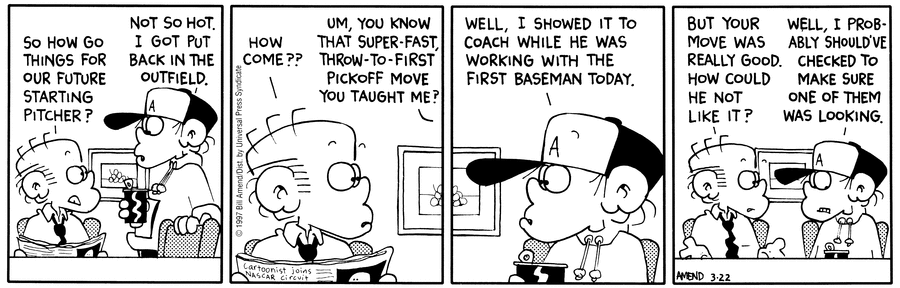 SO HOW GO
THINGS FOR
OUR FUTURE
STARTING
PITCHER?
NOT SO HOT.
I GOT PUT
BACK IN THE
OUTFIELD.
A
© 1997 Bill Amend/Dist. by Universal Press Syndicate
HOW
COME??
UM, YOU KNOW
THAT SUPER-FAST,
THROW-TO-FIRST
PICKOFF MOVE
YOU TAUGHT ME?
Cartoonist joins
NASCAR circuit
WELL, I SHOWED IT TO
COACH WHILE HE WAS
WORKING WITH THE
FIRST BASEMAN TODAY.
A
BUT YOUR
MOVE WAS
REALLY GOOD.
HOW COULD
HE NOT
LIKE IT?
WELL, I PROB-
ABLY SHOULD'VE
CHECKED TO
MAKE SURE
ONE OF THEM
WAS LOOKING.
A
AMEND 3-22